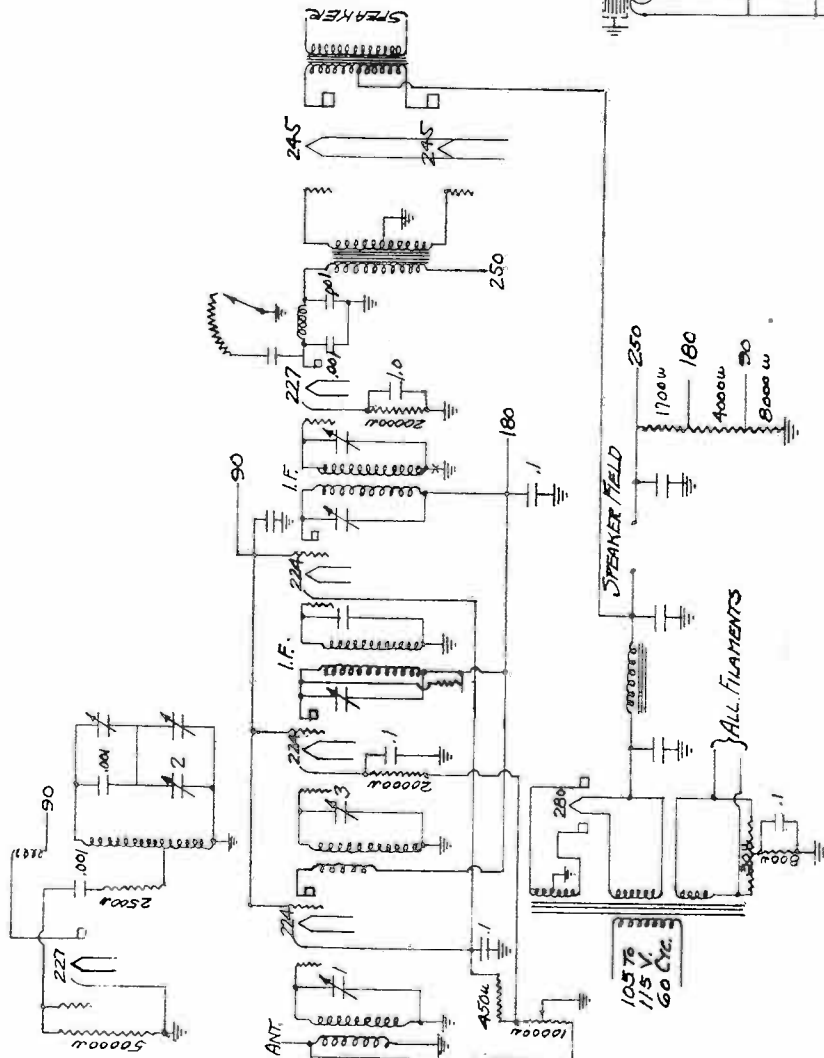 SPEAKER
245
245
250
.001
.001
227
1.0
20000ω
180
90
I.F.
.1
224
I.F.
224
.1
20000ω
3
224
.1
450ω
10000ω
1
ANT.
90
.001
.001
2
2500ω
227
50000ω
250
1700ω
180
4000ω
90
8000ω
SPEAKER FIELD
ALL FILAMENTS
280
.1
105 TO
115 V.
60 CYC.